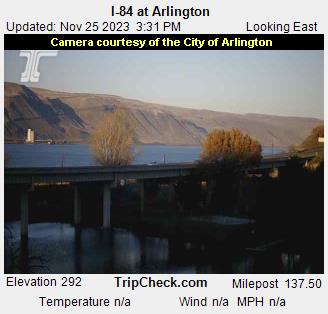 I-84 at Arlington
Updated: Nov 25 2023 3:31 PM Looking East
Camera courtesy of the City of Arlington
Elevation 292 TripCheck.com Milepost 137.50
Temperature n/a Wind n/a MPH n/a